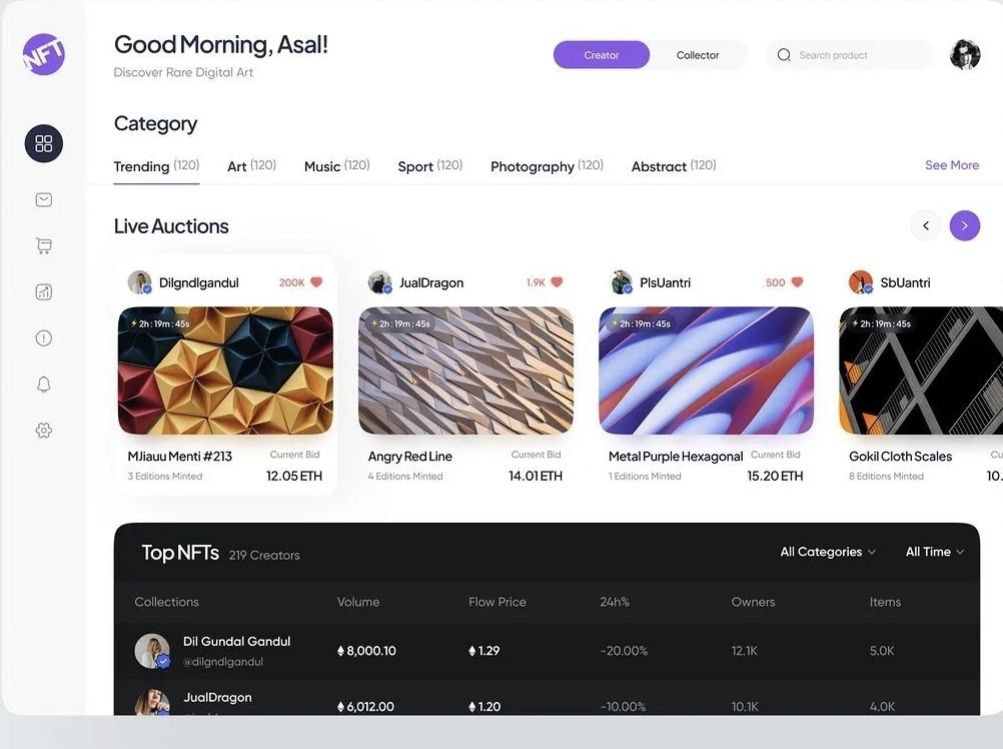 NFT
Good Morning, Asal!
Discover Rare Digital Art
Creator
Collector
Search product
Category
Trending (120)
Art (120)
Music (120)
Sport (120)
Photography (120)
Abstract (120)
See More
Live Auctions
Dilgndlgandul
200K
2h : 19m : 45s
MJiauu Menti #213
Current Bid
3 Editions Minted
12.05 ETH
JualDragon
1.9K
2h : 19m : 45s
Angry Red Line
Current Bid
4 Editions Minted
14.01 ETH
PlsUantri
500
2h : 19m : 45s
Metal Purple Hexagonal
Current Bid
1 Editions Minted
15.20 ETH
SbUantri
2h : 19m : 45s
Gokil Cloth Scales
Cu
8 Editions Minted
10.
Top NFTs
219 Creators
All Categories
All Time
Collections
Volume
Flow Price
24h%
Owners
Items
Dil Gundal Gandul
@dilgndlgandul
8,000.10
1.29
-20.00%
12.1K
5.0K
JualDragon
6,012.00
1.20
-10.00%
10.1K
4.0K